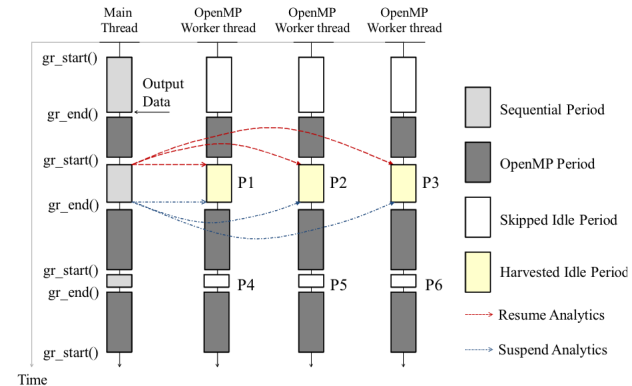 Main
Thread
OpenMP
Worker thread
OpenMP
Worker thread
OpenMP
Worker thread
gr_start()
Output
Data
gr_end()
gr_start()
P1
P2
P3
gr_end()
gr_start()
P4
P5
P6
gr_end()
gr_start()
Time
Sequential Period
OpenMP Period
Skipped Idle Period
Harvested Idle Period
Resume Analytics
Suspend Analytics